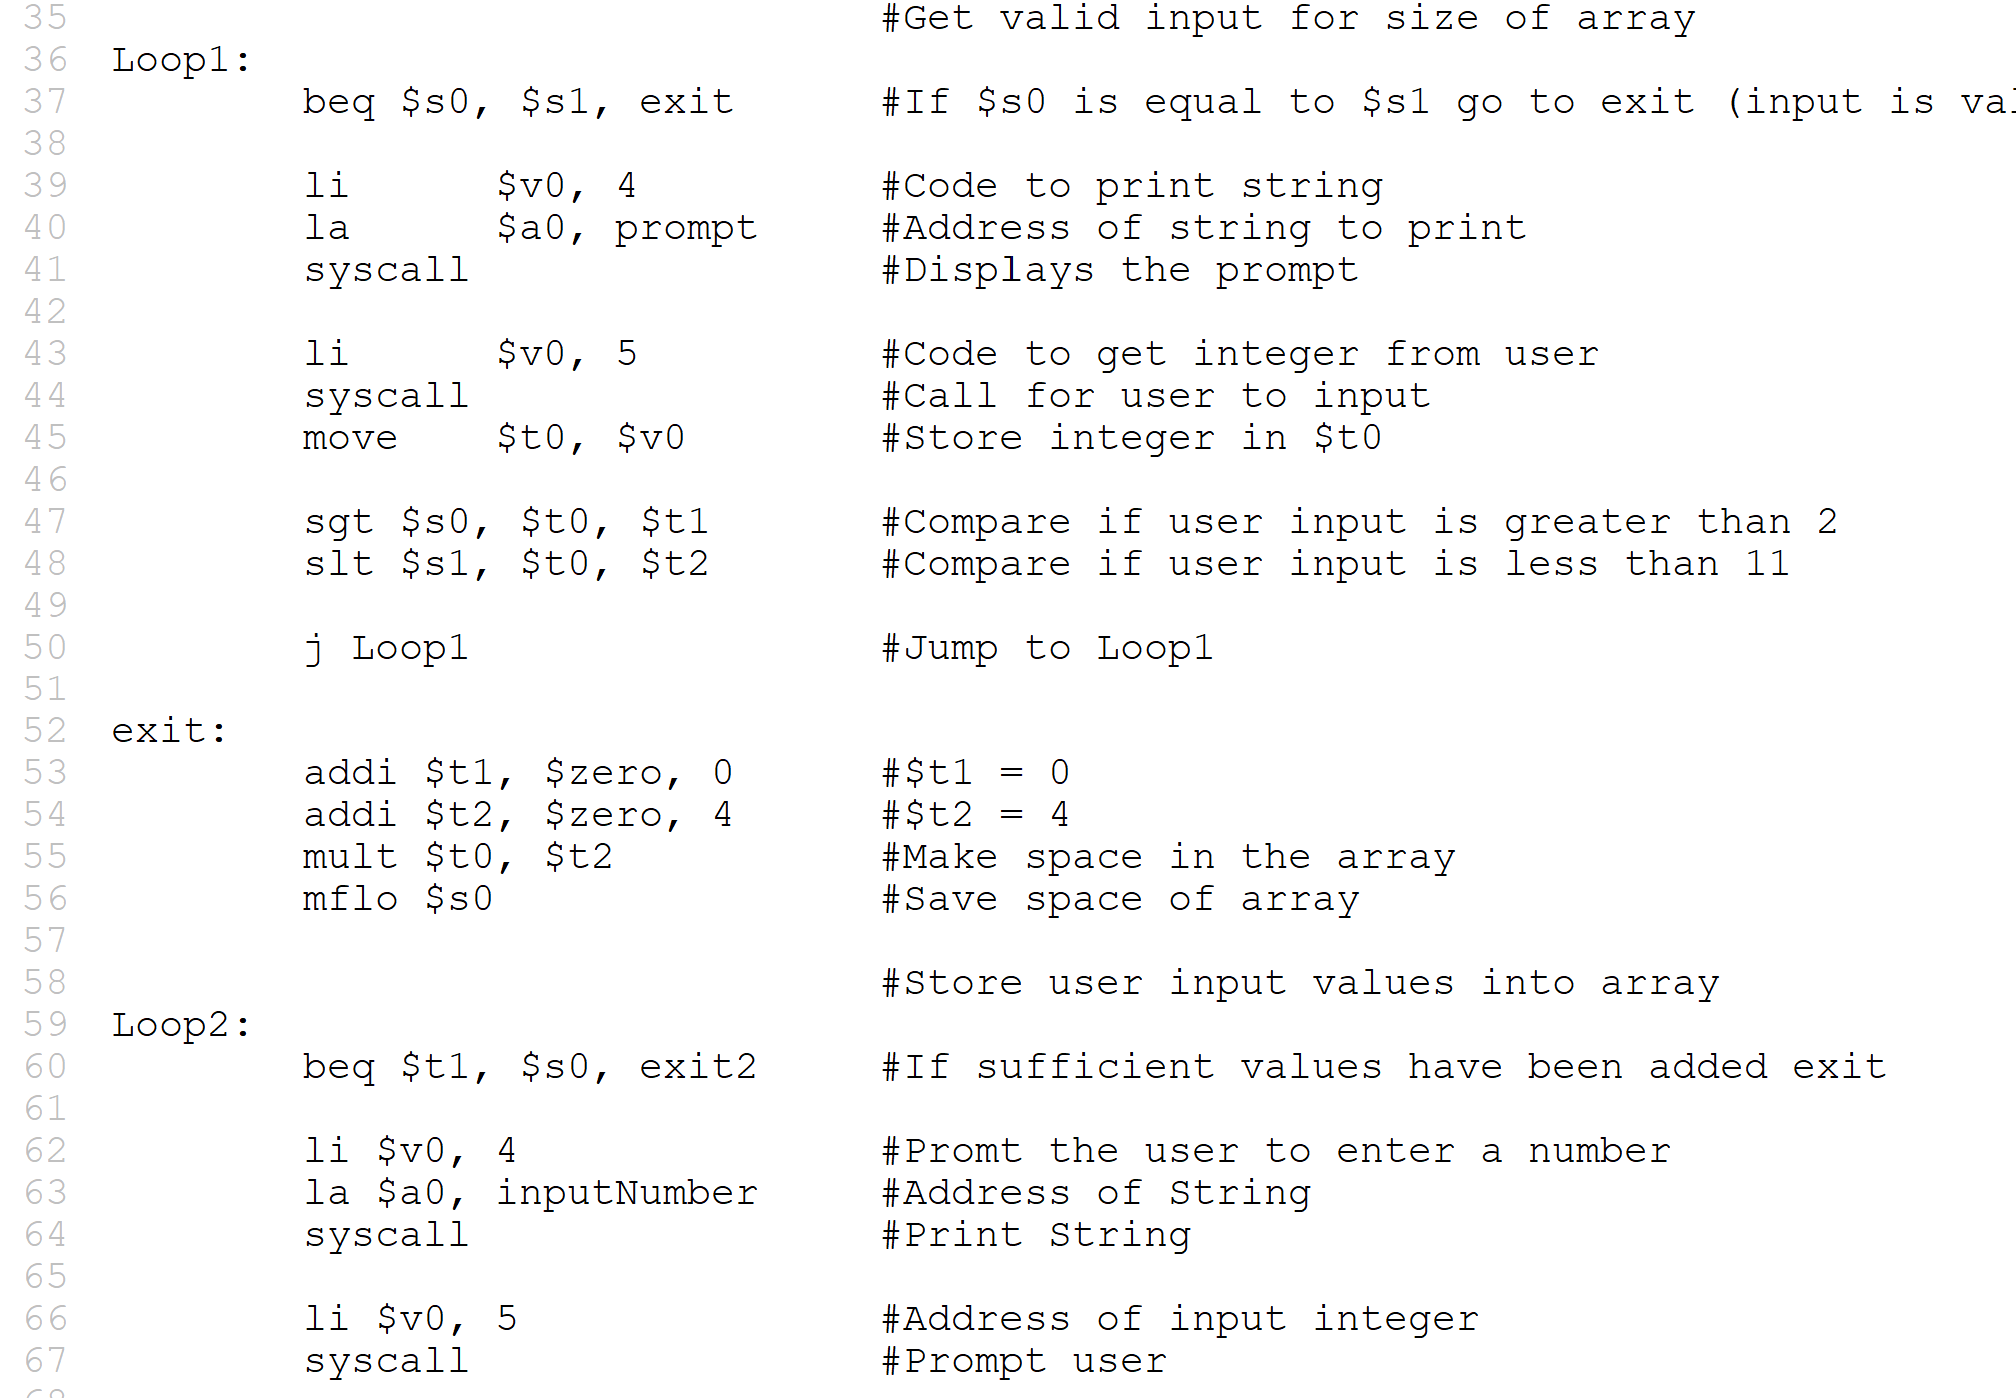 35 #Get valid input for size of array
36 Loop1:
37 beq $s0, $s1, exit #If $s0 is equal to $s1 go to exit (input is
38
39 li $v0, 4 #Code to print string
40 la $a0, prompt #Address of string to print
41 syscall #Displays the prompt
42
43 li $v0, 5 #Code to get integer from user
44 syscall #Call for user to input
45 move $t0, $v0 #Store integer in $t0
46
47 sgt $s0, $t0, $t1 #Compare if user input is greater than 2
48 slt $s1, $t0, $t2 #Compare if user input is less than 11
49
50 j Loop1 #Jump to Loop1
51
52 exit:
53 addi $t1, $zero, 0 #$t1 = 0
54 addi $t2, $zero, 4 #$t2 = 4
55 mult $t0, $t2 #Make space in the array
56 mflo $s0 #Save space of array
57
58 #Store user input values into array
59 Loop2:
60 beq $t1, $s0, exit2 #If sufficient values have been added exit
61
62 li $v0, 4 #Promt the user to enter a number
63 la $a0, inputNumber #Address of String
64 syscall #Print String
65
66 li $v0, 5 #Address of input integer
67 syscall #Prompt user